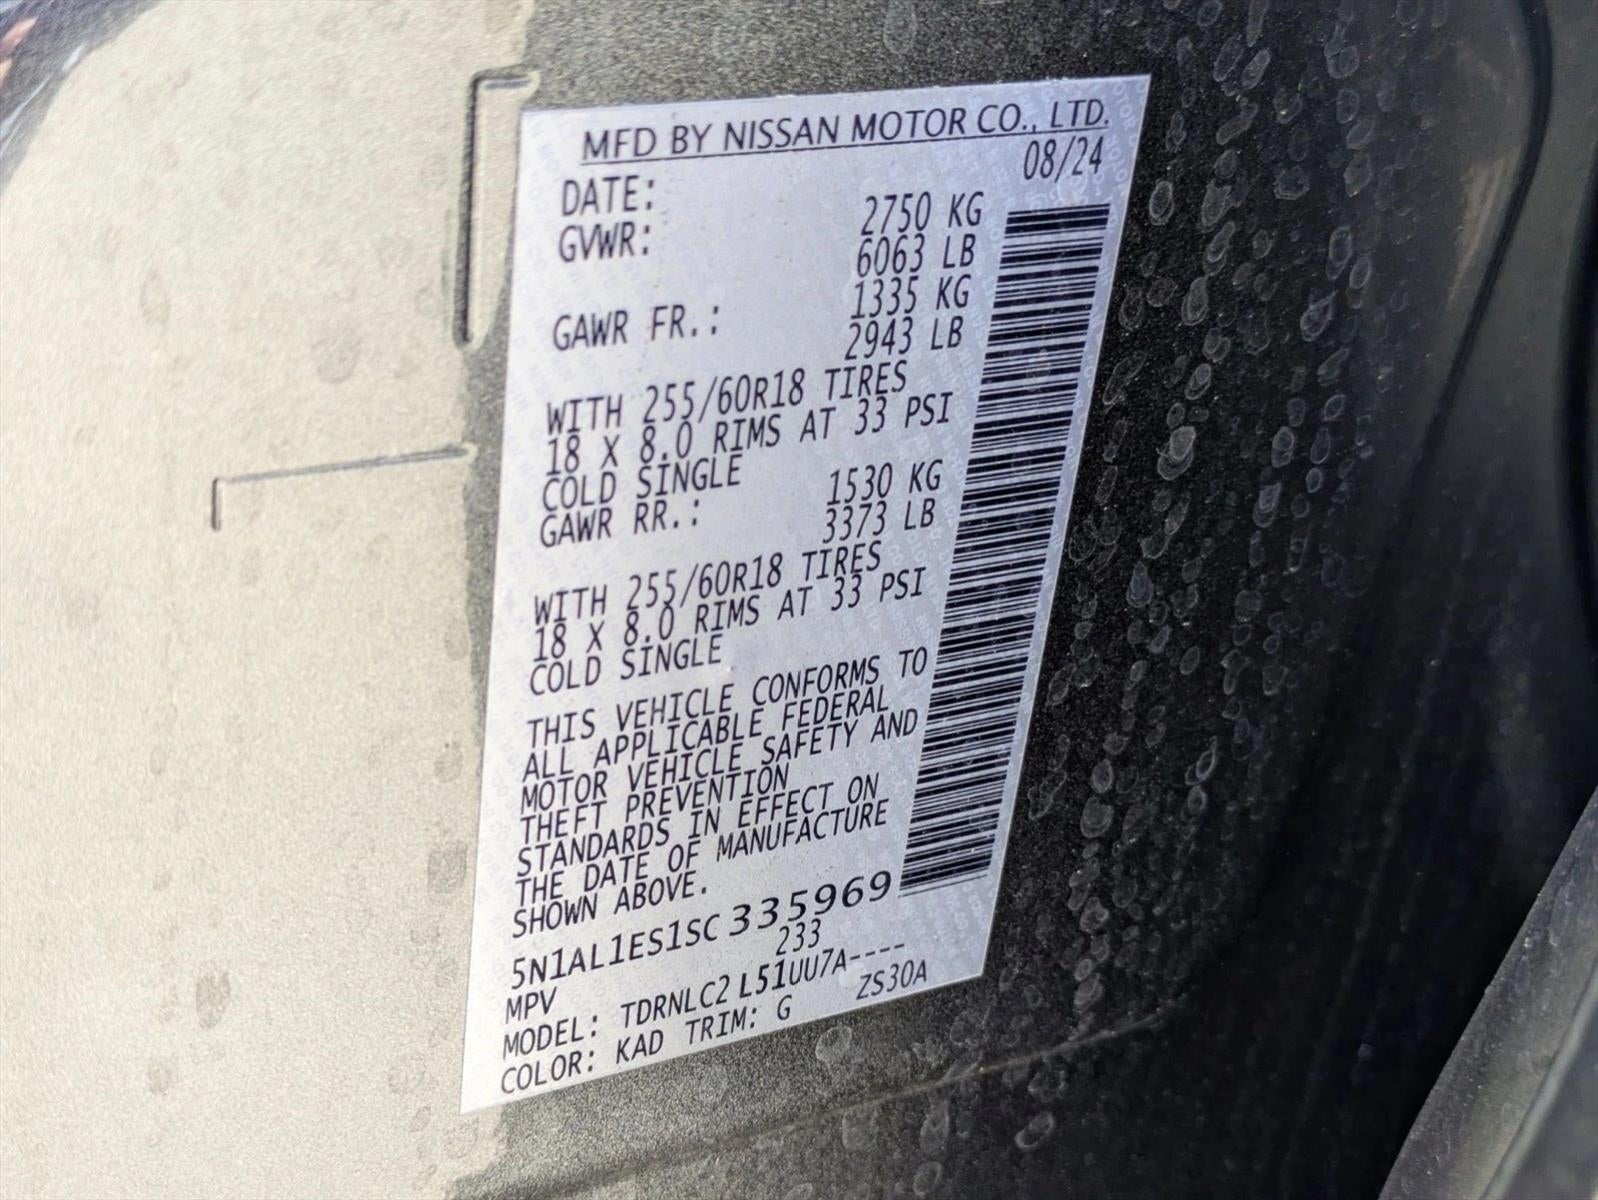 MFD BY NISSAN MOTOR CO., LTD.
DATE: 08/24
GVWR: 2750 KG
6063 LB
GAWR FR.: 1335 KG
2943 LB
WITH 255/60R18 TIRES
18 X 8.0 RIMS AT 33 PSI
COLD SINGLE
GAWR RR.: 1530 KG
3373 LB
WITH 255/60R18 TIRES
18 X 8.0 RIMS AT 33 PSI
COLD SINGLE
THIS VEHICLE CONFORMS TO
ALL APPLICABLE FEDERAL
MOTOR VEHICLE SAFETY AND
THEFT PREVENTION
STANDARDS IN EFFECT ON
THE DATE OF MANUFACTURE
SHOWN ABOVE.
5N1AL1ES1SC335969
MPV 233
MODEL: TDRNLC2 L51UU7A----
COLOR: KAD TRIM: G ZS30A